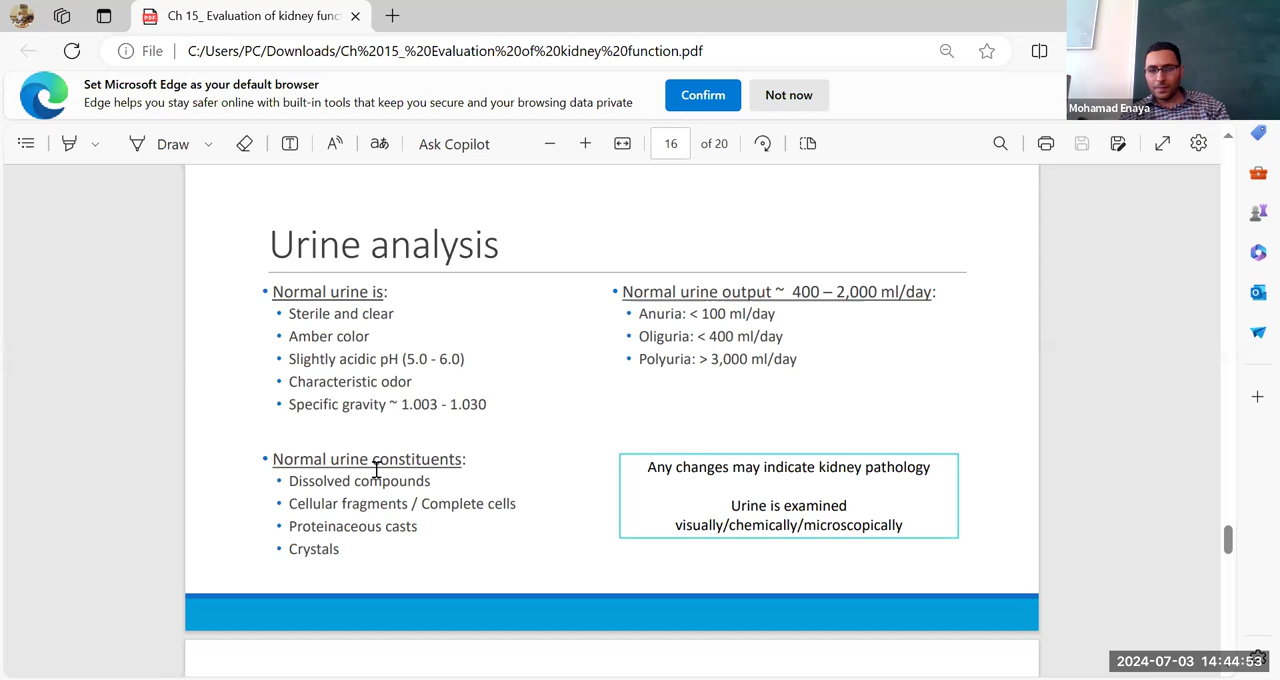 Ch 15_ Evaluation of kidney func
File
C:/Users/PC/Downloads/Ch%2015_%20Evaluation%20of%20kidney%20function.pdf
Set Microsoft Edge as your default browser
Edge helps you stay safer online with built-in tools that keep you secure and your browsing data private
Confirm
Not now
Mohamad Enaya
Draw
Ask Copilot
16 of 20
Urine analysis
• Normal urine is:
• Sterile and clear
• Amber color
• Slightly acidic pH (5.0 - 6.0)
• Characteristic odor
• Specific gravity ~ 1.003 - 1.030
• Normal urine constituents:
• Dissolved compounds
• Cellular fragments / Complete cells
• Proteinaceous casts
• Crystals
• Normal urine output ~ 400 – 2,000 ml/day:
• Anuria: < 100 ml/day
• Oliguria: < 400 ml/day
• Polyuria: > 3,000 ml/day
Any changes may indicate kidney pathology
Urine is examined
visually/chemically/microscopically
2024-07-03 14:44:53